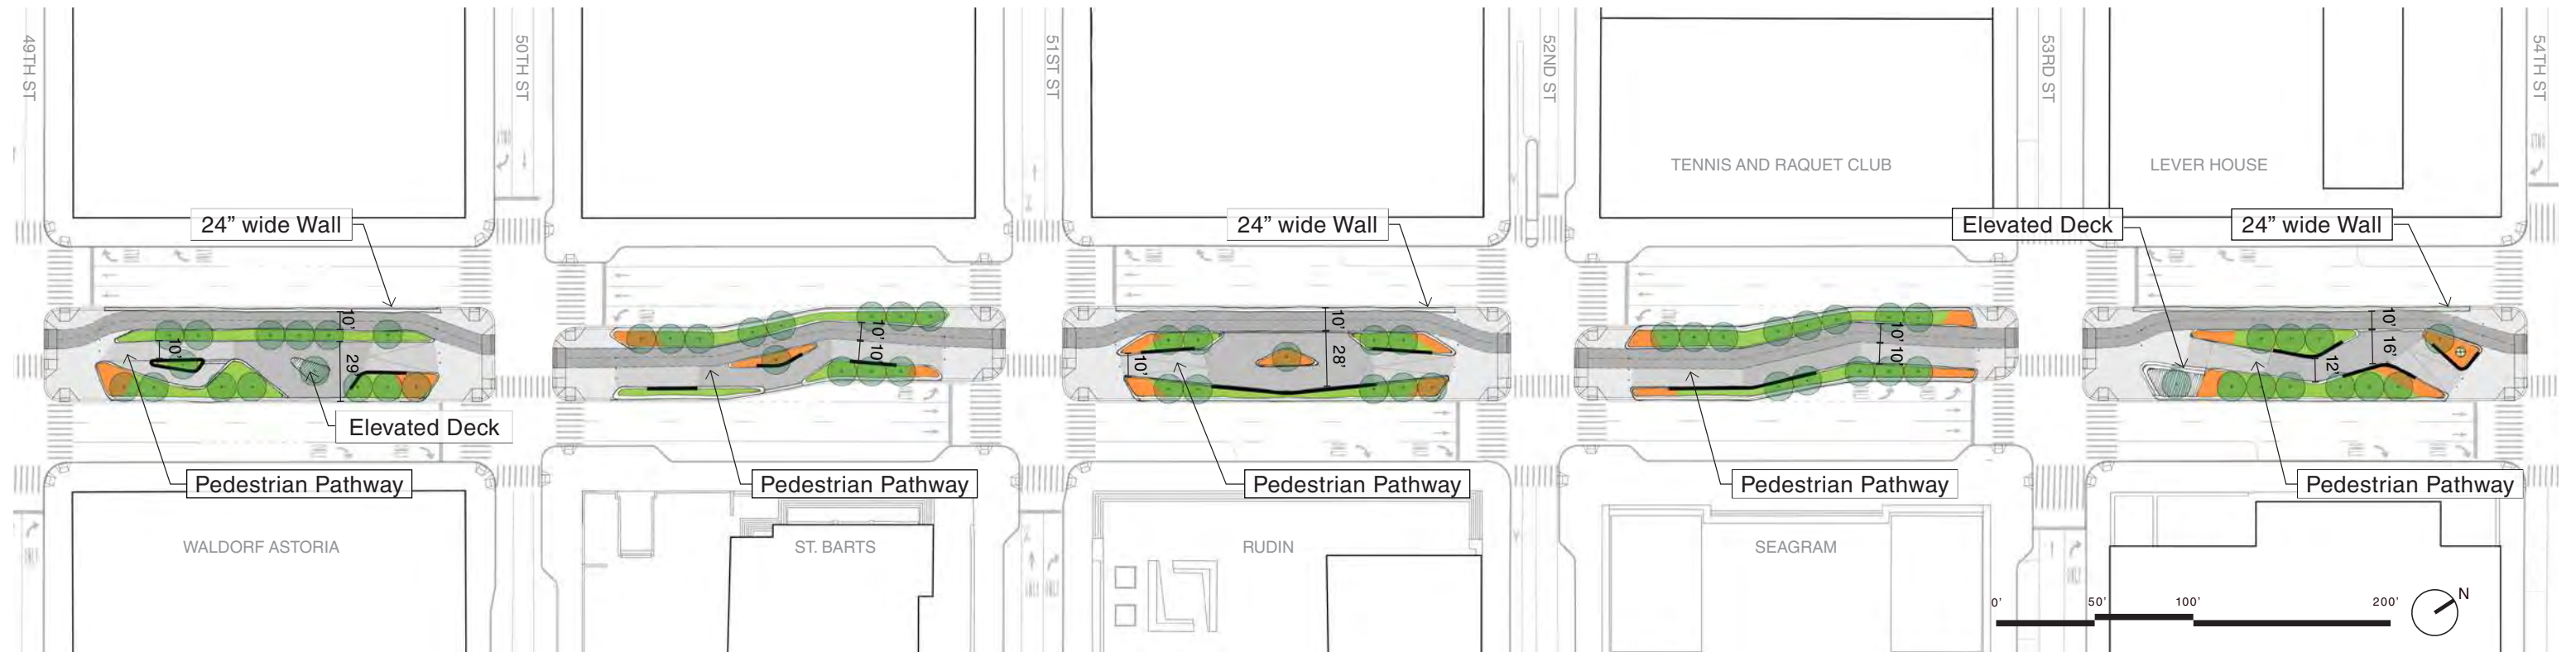 49TH ST
50TH ST
51ST ST
52ND ST
53RD ST
54TH ST
TENNIS AND RAQUET CLUB
LEVER HOUSE
24” wide Wall
24” wide Wall
Elevated Deck
24” wide Wall
10’
10’
29’
10’
10’
10’
10’
28’
10’
10’
10’
16’
12’
Elevated Deck
Pedestrian Pathway
Pedestrian Pathway
Pedestrian Pathway
Pedestrian Pathway
Pedestrian Pathway
WALDORF ASTORIA
ST. BARTS
RUDIN
SEAGRAM
0’
50’
100’
200’
N